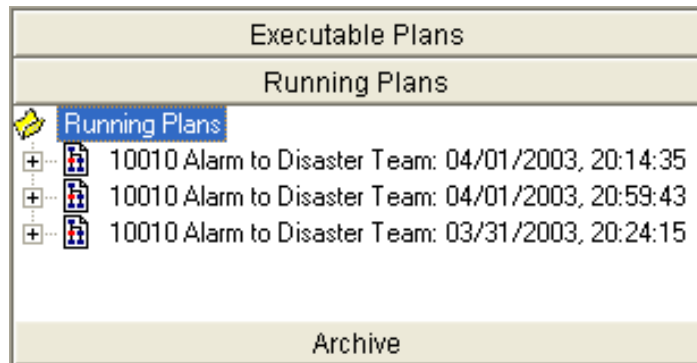 Executable Plans
Running Plans
Running Plans
10010 Alarm to Disaster Team: 04/01/2003, 20:14:35
10010 Alarm to Disaster Team: 04/01/2003, 20:59:43
10010 Alarm to Disaster Team: 03/31/2003, 20:24:15
Archive